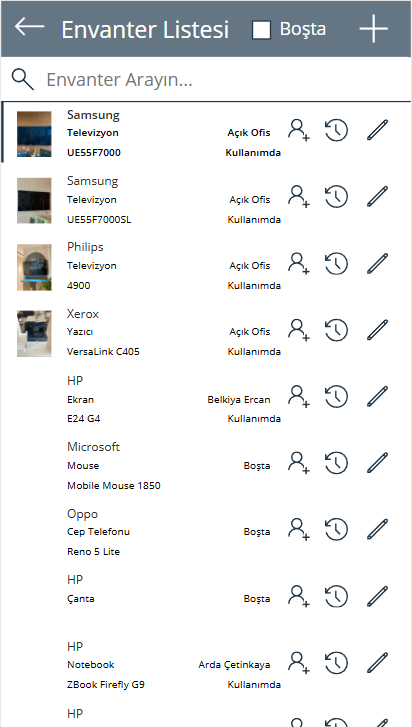 Envanter Listesi Boşta
Envanter Arayın...
Samsung
Televizyon Açık Ofis
UE55F7000 Kullanımda
Samsung
Televizyon Açık Ofis
UE55F7000SL Kullanımda
Philips
Televizyon Açık Ofis
4900 Kullanımda
Xerox
Yazıcı Açık Ofis
VersaLink C405 Kullanımda
HP
Ekran Belkiya Ercan
E24 G4 Kullanımda
Microsoft
Mouse Boşta
Mobile Mouse 1850
Oppo
Cep Telefonu Boşta
Reno 5 Lite
HP
Çanta Boşta
HP
Notebook Arda Çetinkaya
ZBook Firefly G9 Kullanımda
HP